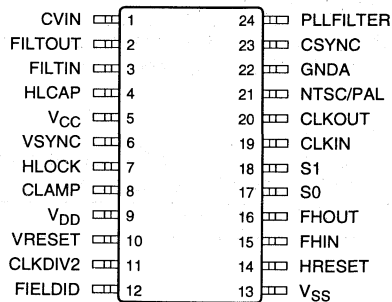 CVIN 1 24 PLLFILTER
FILTOUT 2 23 CSYNC
FILTIN 3 22 GNDA
HLCAP 4 21 NTSC/PAL
VCC 5 20 CLKOUT
VSYNC 6 19 CLKIN
HLOCK 7 18 S1
CLAMP 8 17 S0
VDD 9 16 FHOUT
VRESET 10 15 FHIN
CLKDIV2 11 14 HRESET
FIELDID 12 13 VSS